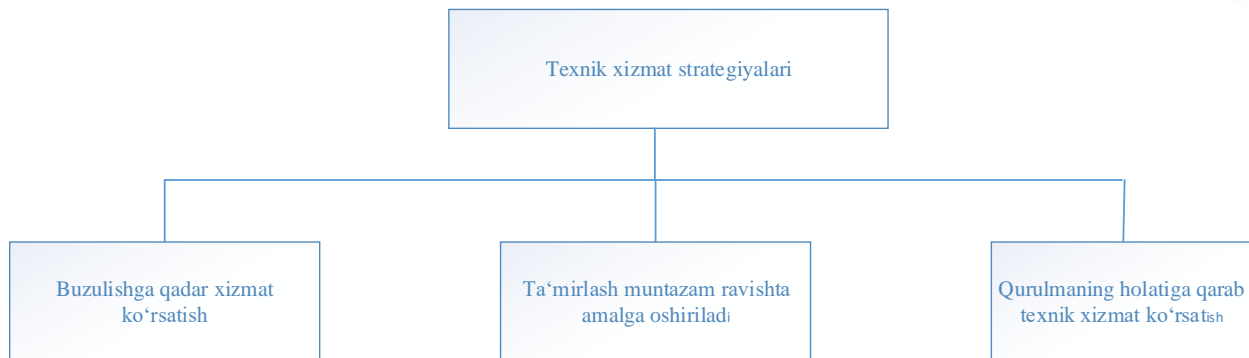 Texnik xizmat strategiyalari
Buzulishga qadar xizmat
ko‘rsatish
Ta‘mirlash muntazam ravishta
amalga oshiriladi
Qurulmaning holatiga qarab
texnik xizmat ko‘rsatish